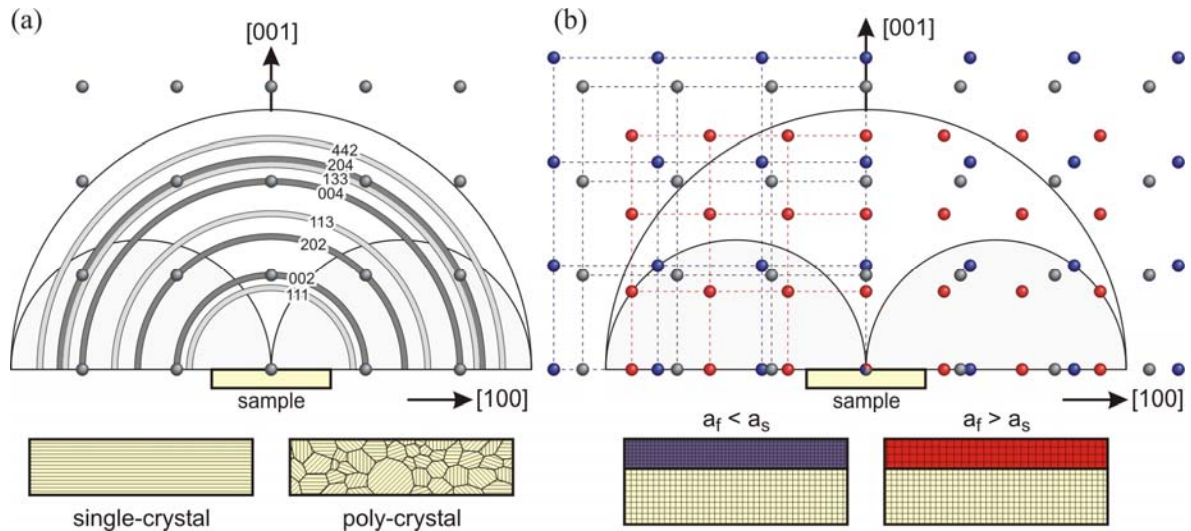 (a)
[001]
442
204
133
004
113
202
002
111
sample
[100]
single-crystal
poly-crystal
(b)
[001]
sample
[100]
a_f < a_s
a_f > a_s